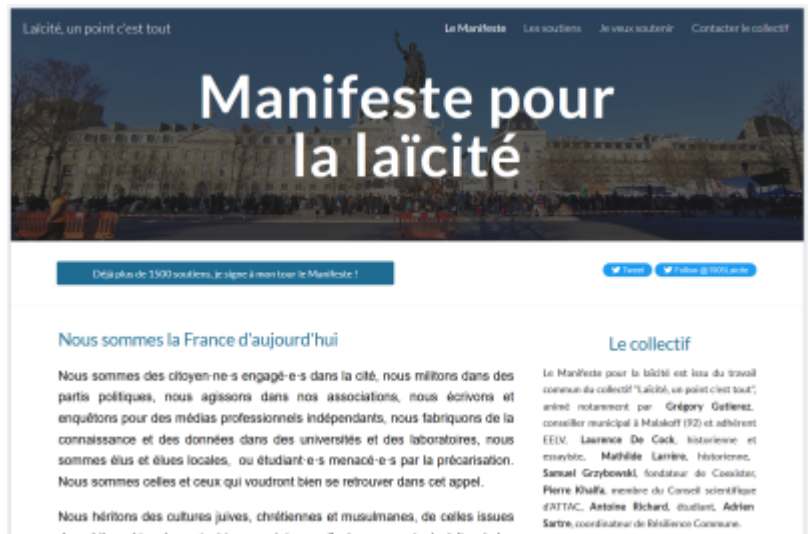 Laïcité, un point c'est tout
Le Manifeste Les soutiens Je veux soutenir Contacter le collectif
Manifeste pour
la laïcité
Déjà plus de 1500 soutiens, je signe à mon tour le Manifeste !
Tweet Follow @1905Laicite
Nous sommes la France d'aujourd'hui
Nous sommes des citoyen-ne-s engagé-e-s dans la cité, nous militons dans des
partis politiques, nous agissons dans nos associations, nous écrivons et
enquêtons pour des médias professionnels indépendants, nous fabriquons de la
connaissance et des données dans des universités et des laboratoires, nous
sommes élus et élues locales, ou étudiant-e-s menacé-e-s par la précarisation.
Nous sommes celles et ceux qui voudront bien se retrouver dans cet appel.
Nous héritons des cultures juives, chrétiennes et musulmanes, de celles issues
Le collectif
Le Manifeste pour la laïcité est issu du travail
commun du collectif "Laïcité, un point c'est tout",
animé notamment par Grégory Gutierez,
conseiller municipal à Malakoff (92) et adhérent
EELV, Laurence De Cock, historienne et
essayiste, Mathilde Larrère, historienne,
Samuel Grzybowski, fondateur de Coexister,
Pierre Khalfa, membre du Conseil scientifique
d'ATTAC, Antoine Richard, étudiant, Adrien
Sartre, coordinateur de Résilience Commune.